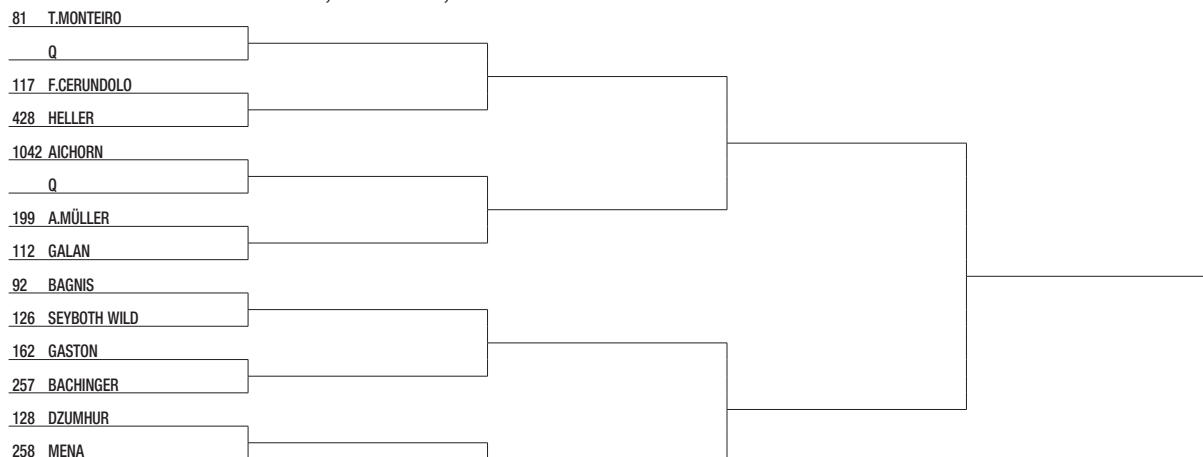 81 T.MONTEIRO
Q
117 F.CERUNDOLO
428 HELLER
1042 AICHORN
Q
199 A.MÜLLER
112 GALAN
92 BAGNIS
126 SEYBOTH WILD
162 GASTON
257 BACHINGER
128 DZUMHUR
258 MENA